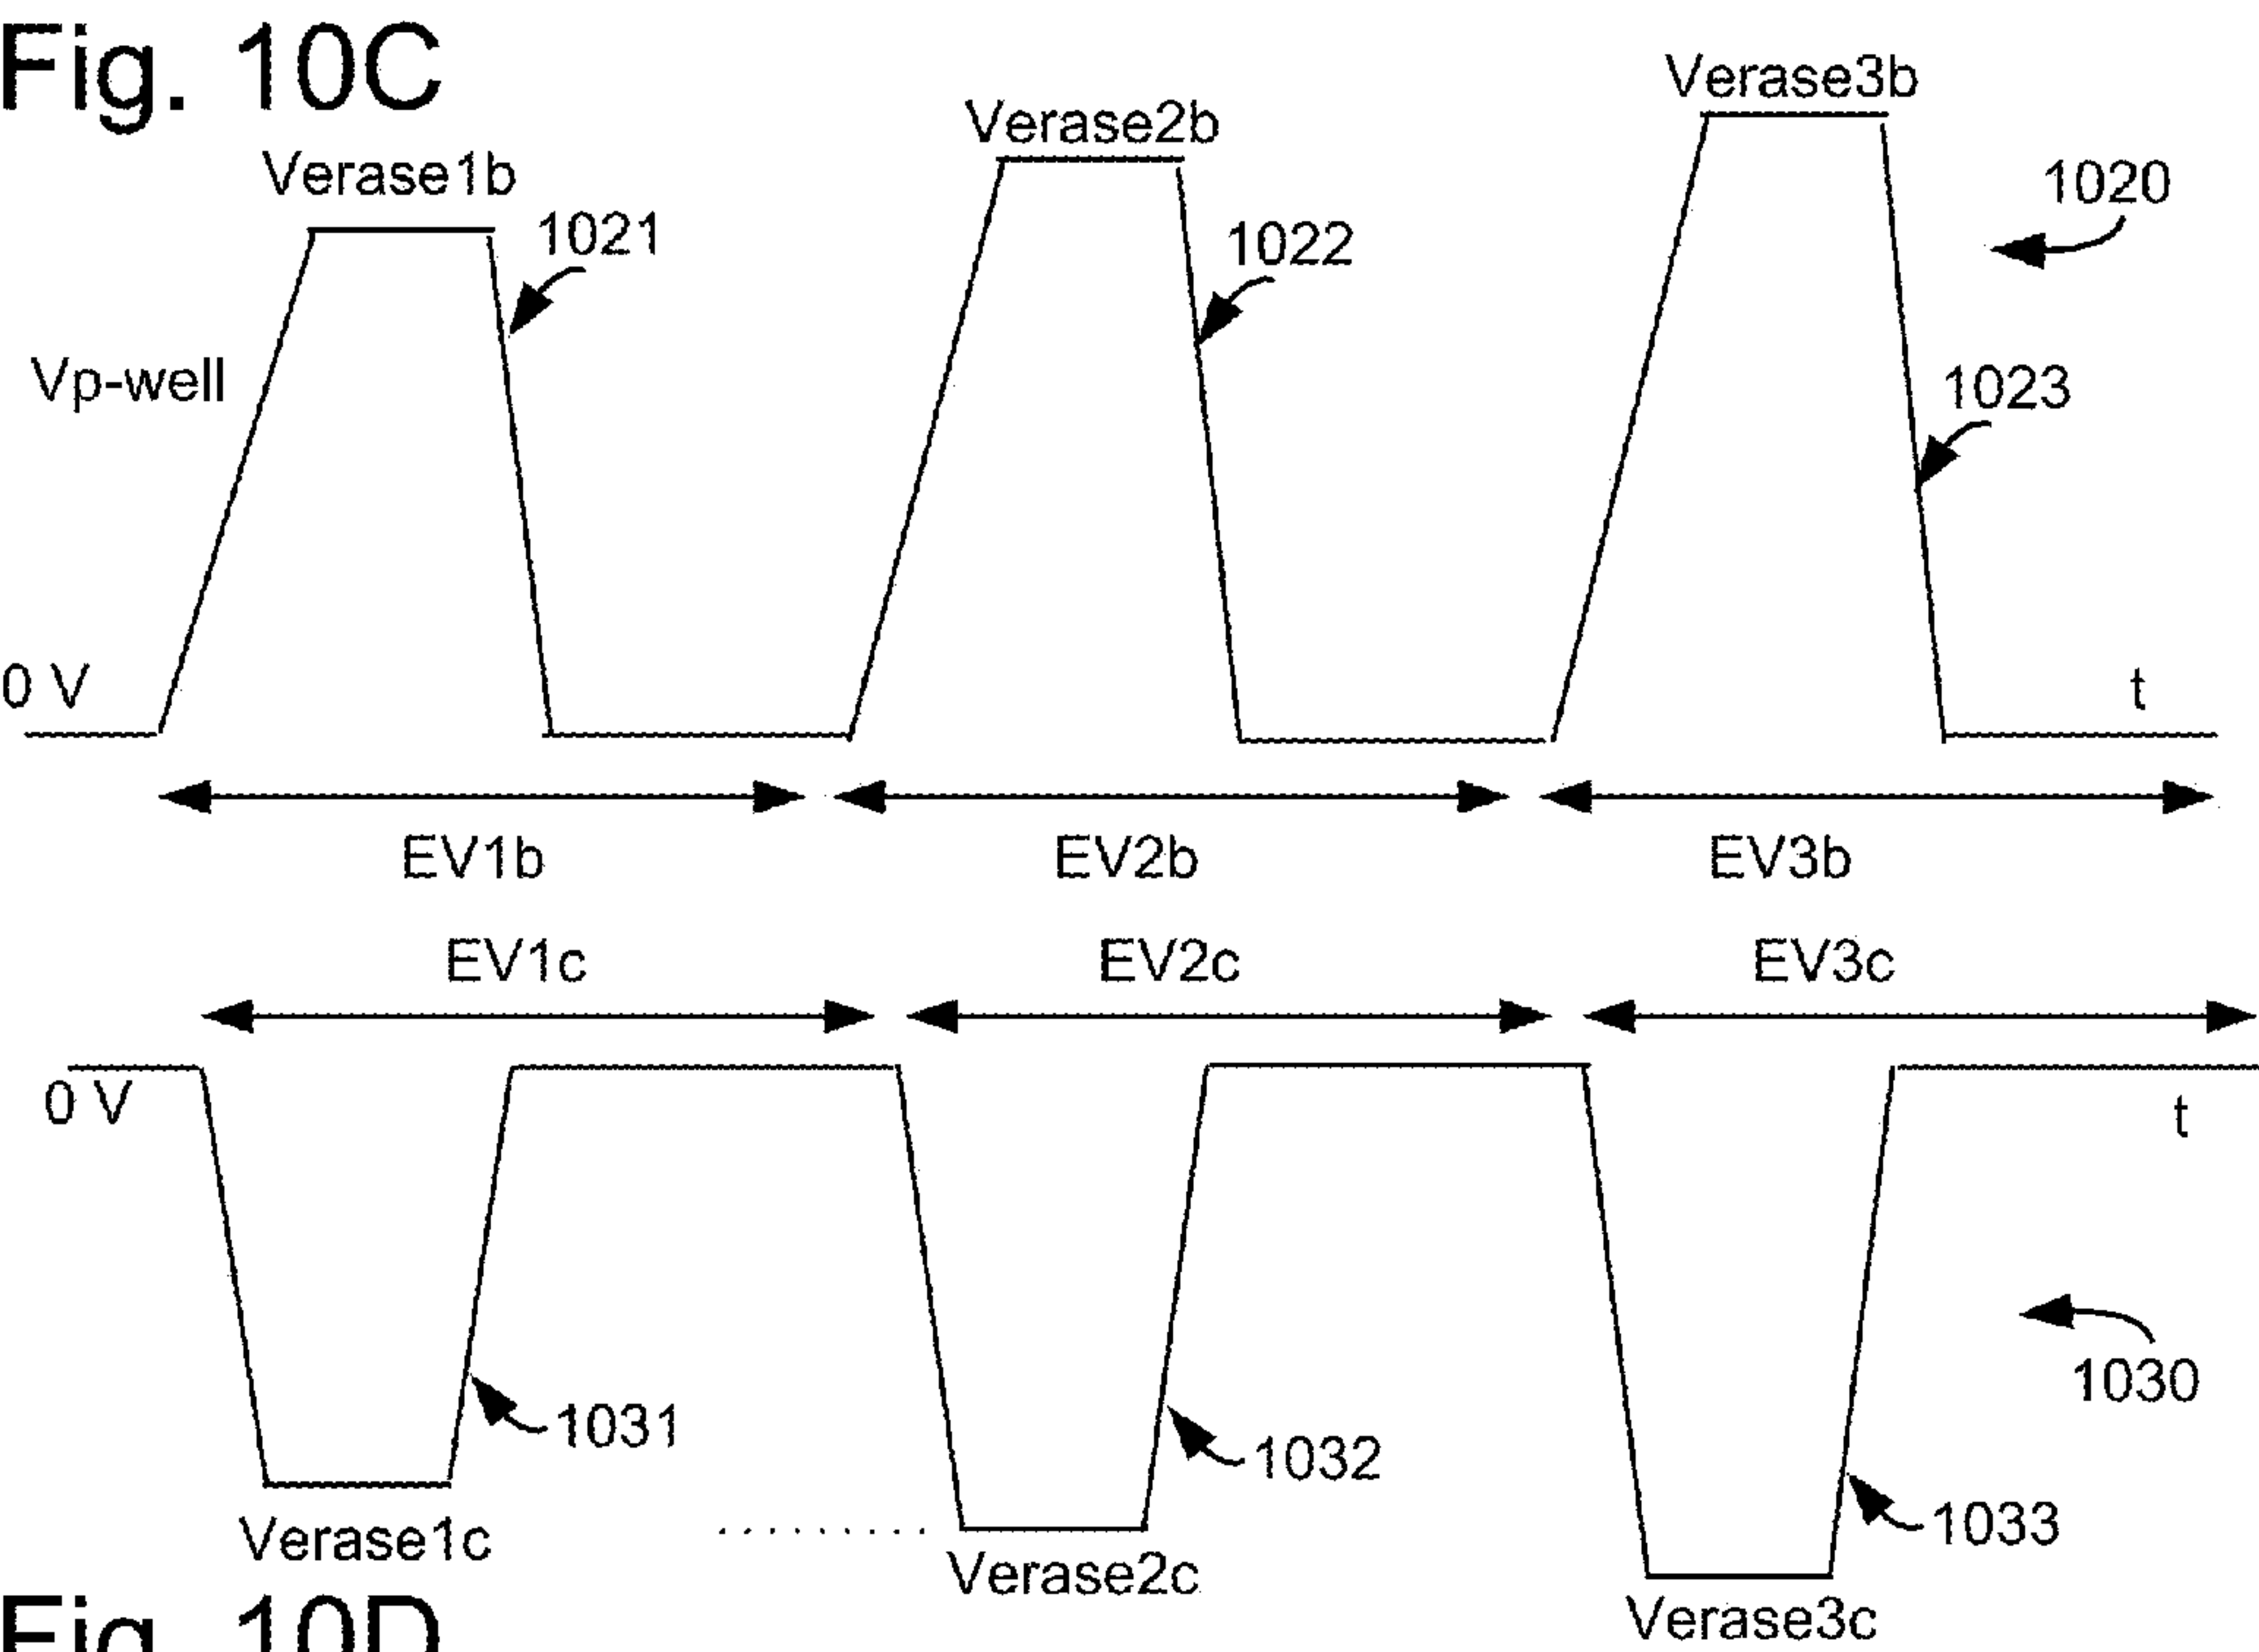 Fig. 10C
Verase1b
Verase2b
Verase3b
1021
1022
1020
1023
Vp-well
0 V
t
EV1b
EV2b
EV3b
EV1c
EV2c
EV3c
0 V
t
1031
1032
1033
1030
Verase1c
Verase2c
Verase3c
Fig. 10D